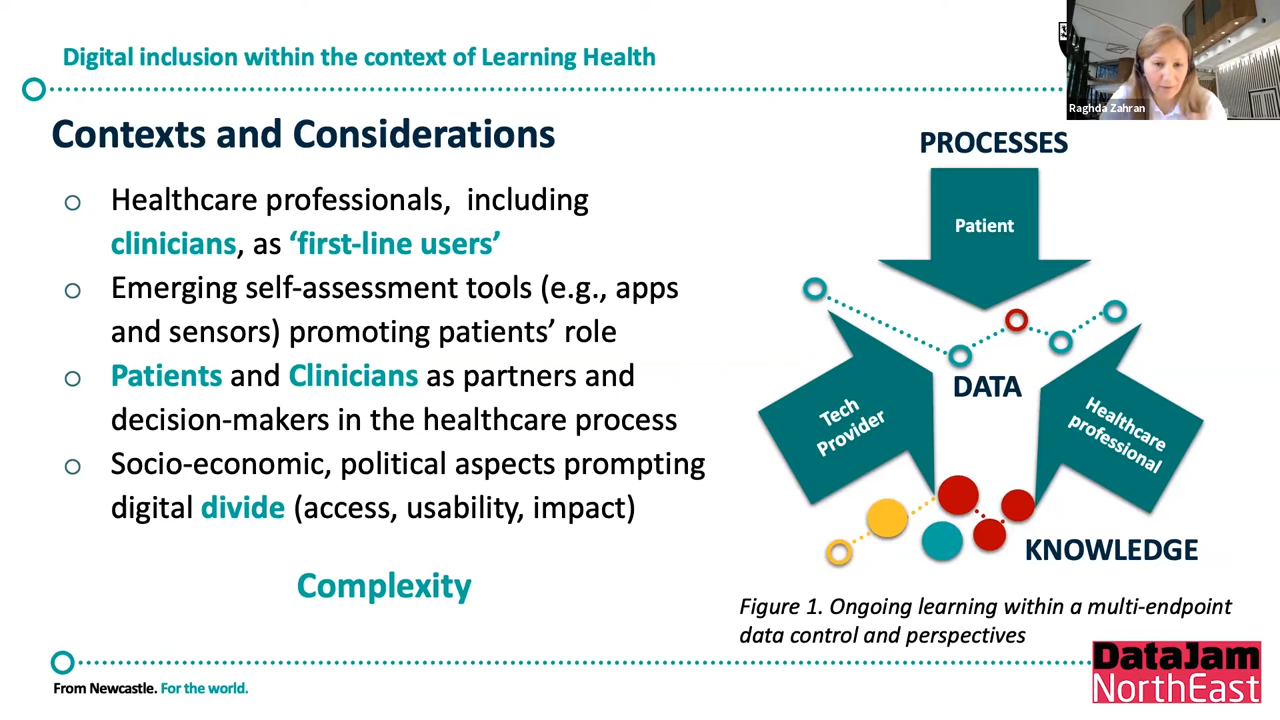 Digital inclusion within the context of Learning Health
Raghda Zahran
Contexts and Considerations
Healthcare professionals, including
clinicians, as ‘first-line users’
Emerging self-assessment tools (e.g., apps
and sensors) promoting patients’ role
Patients and Clinicians as partners and
decision-makers in the healthcare process
Socio-economic, political aspects prompting
digital divide (access, usability, impact)
Complexity
PROCESSES
Patient
DATA
Tech
Provider
Healthcare
professional
KNOWLEDGE
Figure 1. Ongoing learning within a multi-endpoint
data control and perspectives
From Newcastle. For the world.
DataJam
NorthEast